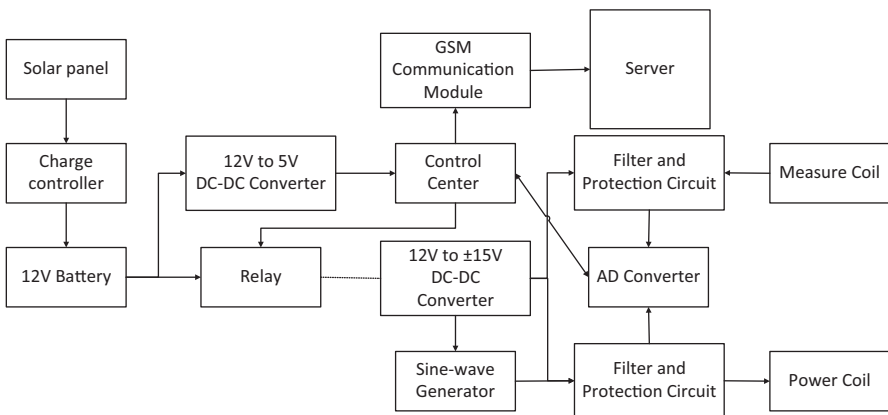 Solar panel
GSM
Communication
Module
Server
Charge
controller
12V to 5V
DC-DC Converter
Control
Center
Filter and
Protection Circuit
Measure Coil
12V Battery
Relay
12V to ±15V
DC-DC
Converter
AD Converter
Sine-wave
Generator
Filter and
Protection Circuit
Power Coil